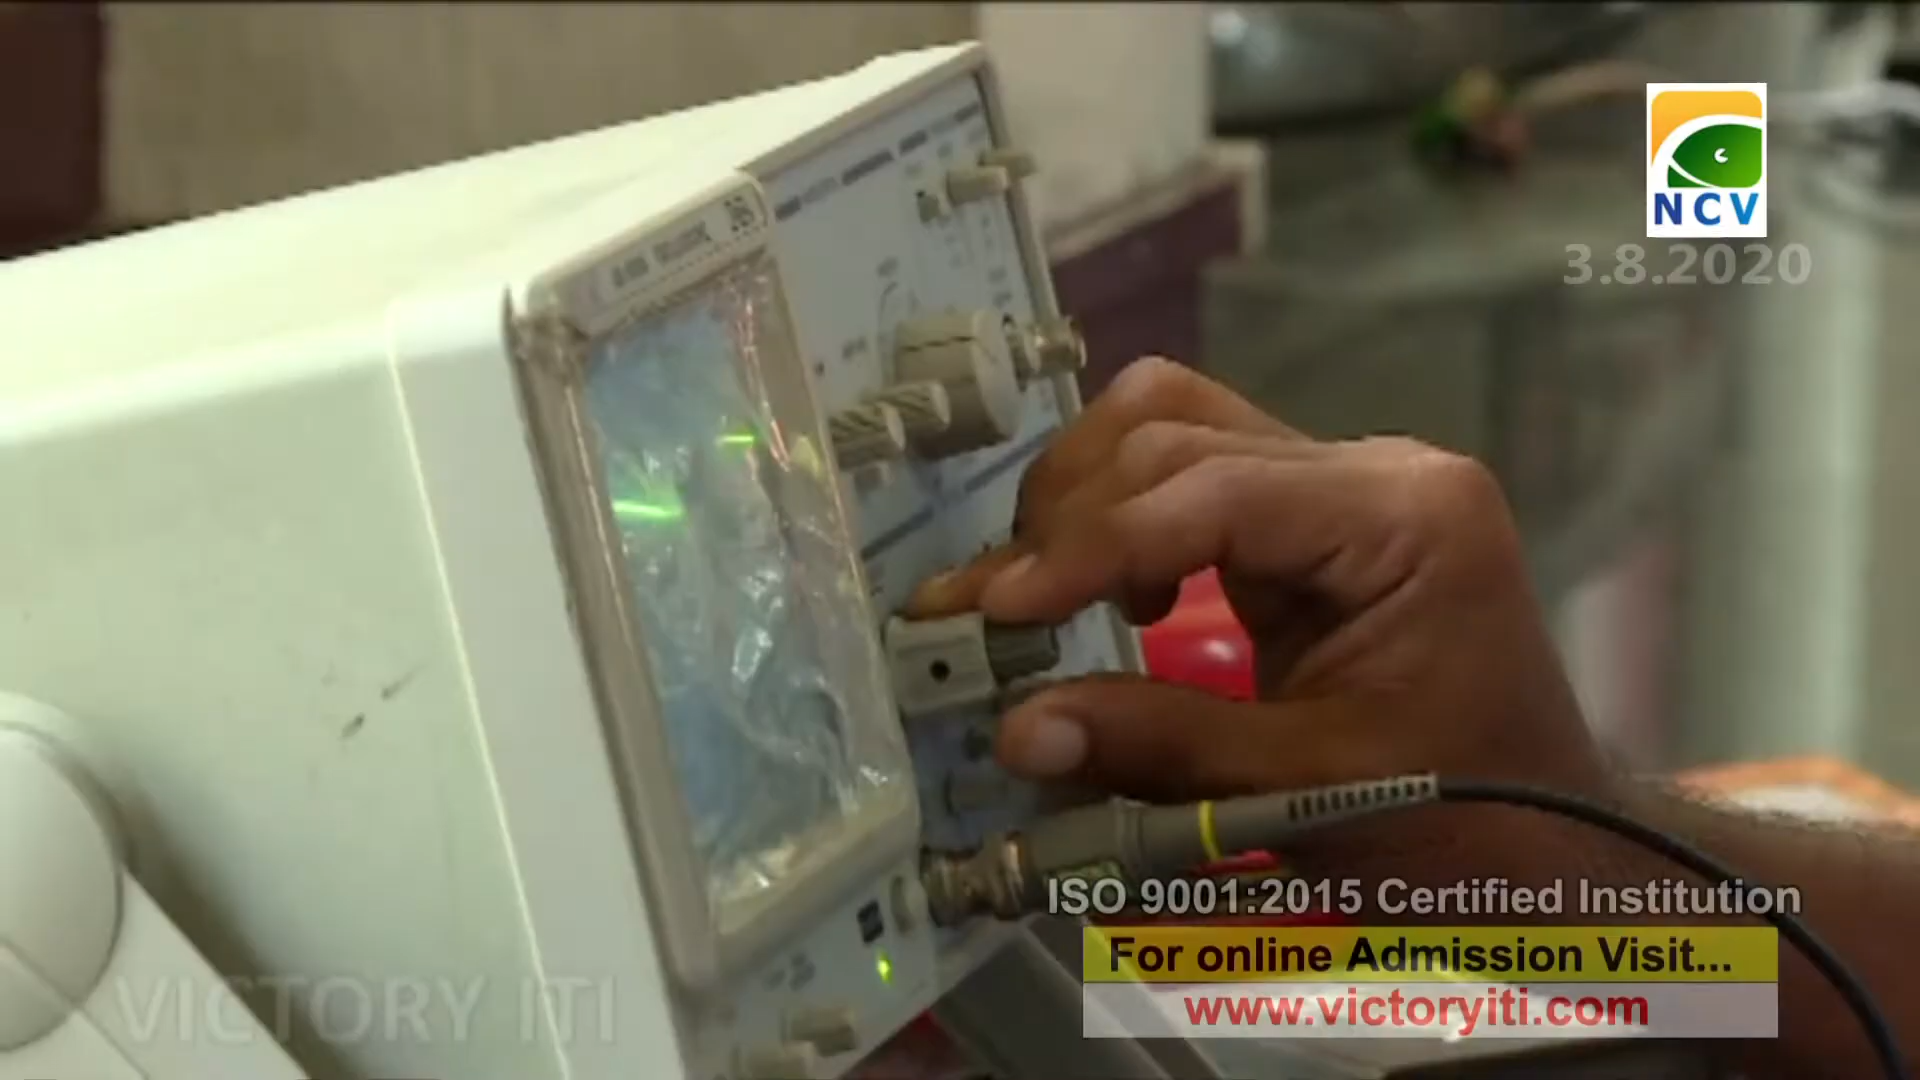 NCV
3.8.2020
ISO 9001:2015 Certified Institution
For online Admission Visit...
www.victoryiti.com
VICTORY ITI